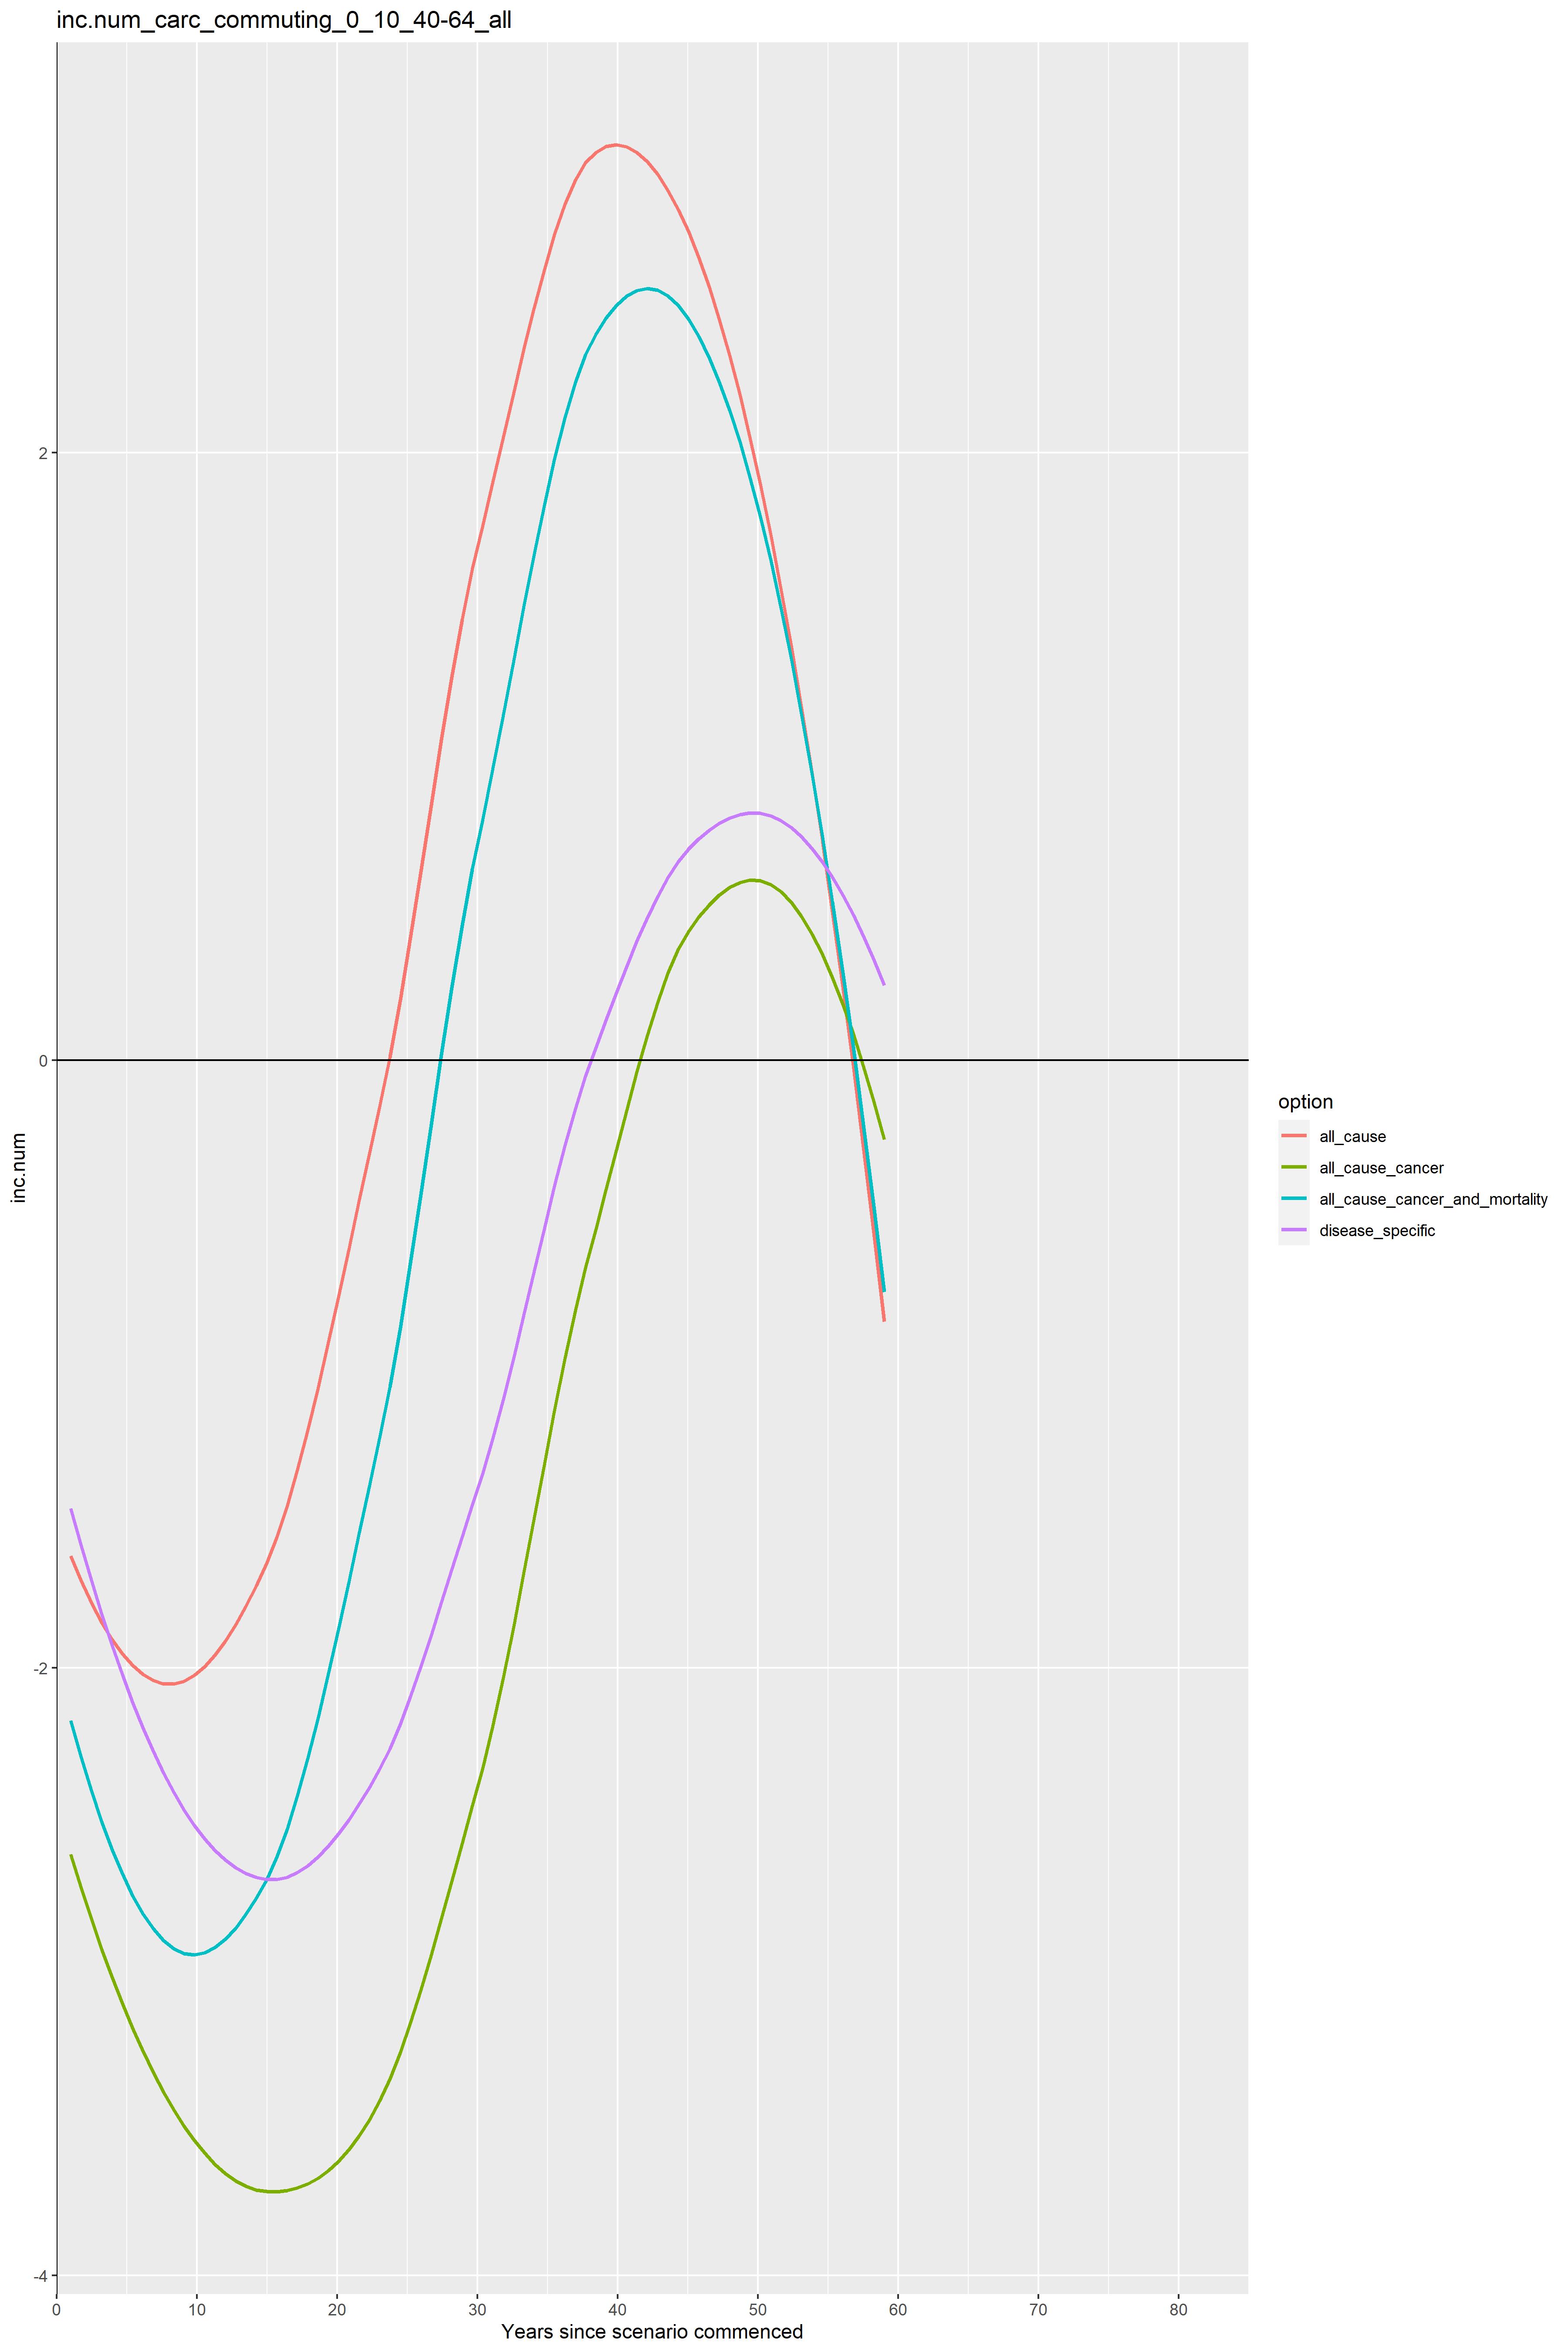 inc.num_carc_commuting_0_10_40-64_all
inc.num
2
0
-2
-4
0 10 20 30 40 50 60 70 80
Years since scenario commenced
option
all_cause
all_cause_cancer
all_cause_cancer_and_mortality
disease_specific